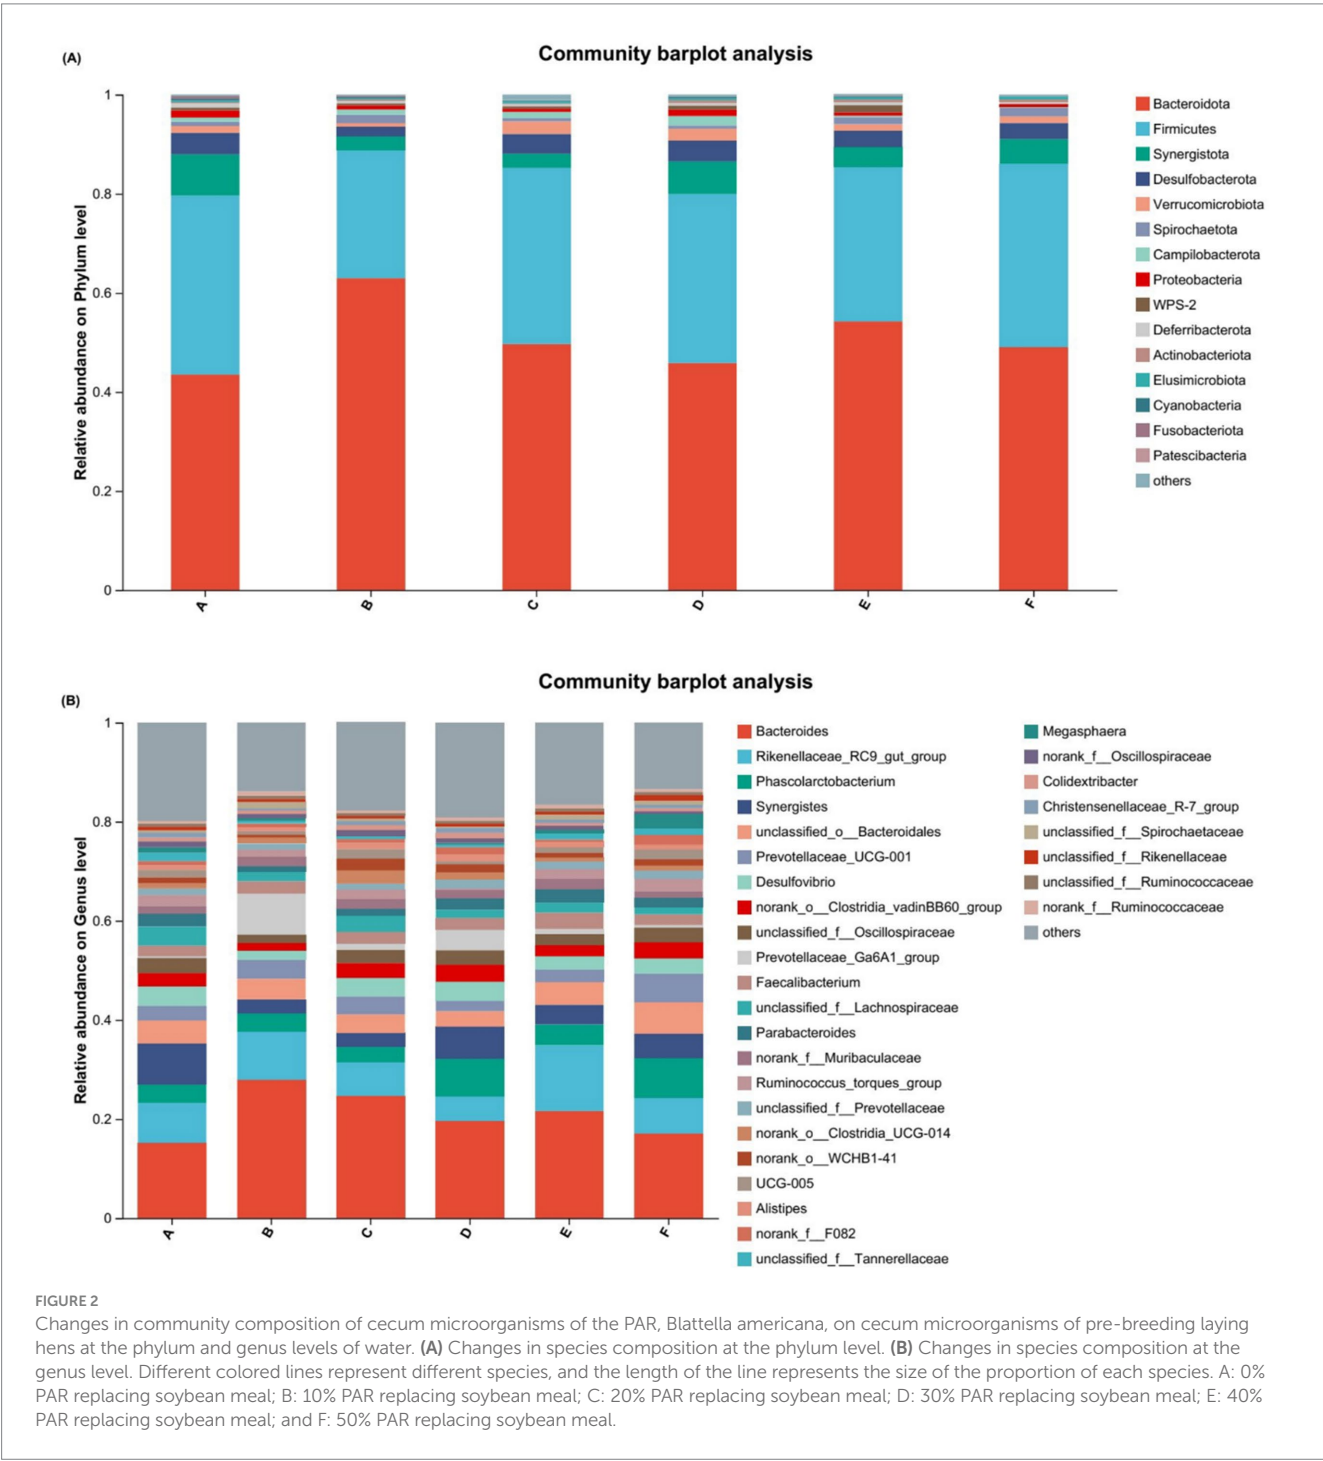 (A)
Community barplot analysis
Relative abundance on Phylum level
1
0.8
0.6
0.4
0.2
0
A
B
C
D
E
F
Bacteroidota
Firmicutes
Synergistota
Desulfobacterota
Verrucomicrobiota
Spirochaetota
Campilobacterota
Proteobacteria
WPS-2
Deferribacterota
Actinobacteriota
Elusimicrobiota
Cyanobacteria
Fusobacteriota
Patescibacteria
others
(B)
Community barplot analysis
Relative abundance on Genus level
1
0.8
0.6
0.4
0.2
0
A
B
C
D
E
F
Bacteroides
Rikenellaceae_RC9_gut_group
Phascolarctobacterium
Synergistes
unclassified_o__Bacteroidales
Prevotellaceae_UCG-001
Desulfovibrio
norank_o__Clostridia_vadinBB60_group
unclassified_f__Oscillospiraceae
Prevotellaceae_Ga6A1_group
Faecalibacterium
unclassified_f__Lachnospiraceae
Parabacteroides
norank_f__Muribaculaceae
Ruminococcus_torques_group
unclassified_f__Prevotellaceae
norank_o__Clostridia_UCG-014
norank_o__WCHB1-41
UCG-005
Alistipes
norank_f__F082
unclassified_f__Tannerellaceae
Megasphaera
norank_f__Oscillospiraceae
Colidextribacter
Christensenellaceae_R-7_group
unclassified_f__Spirochaetaceae
unclassified_f__Rikenellaceae
unclassified_f__Ruminococcaceae
norank_f__Ruminococcaceae
others
FIGURE 2
Changes in community composition of cecum microorganisms of the PAR, Blattella americana, on cecum microorganisms of pre-breeding laying
hens at the phylum and genus levels of water. (A) Changes in species composition at the phylum level. (B) Changes in species composition at the
genus level. Different colored lines represent different species, and the length of the line represents the size of the proportion of each species. A: 0%
PAR replacing soybean meal; B: 10% PAR replacing soybean meal; C: 20% PAR replacing soybean meal; D: 30% PAR replacing soybean meal; E: 40%
PAR replacing soybean meal; and F: 50% PAR replacing soybean meal.